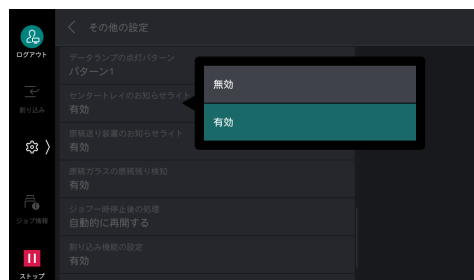 その他の設定
ログアウト
データランプの点灯パターン
パターン1
割り込み
センタートレイのお知らせライト
有効
無効
有効
原稿送り装置のお知らせライト
有効
原稿ガラスの原稿残り検知
有効
ジョブ情報
ジョブ一時停止後の処理
自動的に再開する
割り込み機能の設定
有効
ストップ